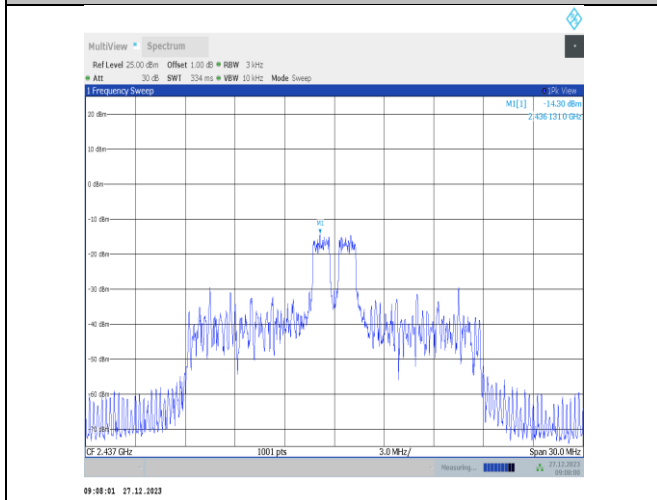 MultiView Spectrum
Ref Level 25.00 dBm Offset 1.00 dB RBW 3 kHz
Att 30 dB SWT 334 ms VBW 10 kHz Mode Sweep
1 Frequency Sweep 1Pk View
M1[1] -14.30 dBm
2.4361310 GHz
20 dBm
10 dBm
0 dBm
-10 dBm
M1
-20 dBm
-30 dBm
-40 dBm
-50 dBm
-60 dBm
-70 dBm
CF 2.437 GHz 1001 pts 3.0 MHz/ Span 30.0 MHz
Measuring... 27.12.2023
09:08:00
09:08:01 27.12.2023